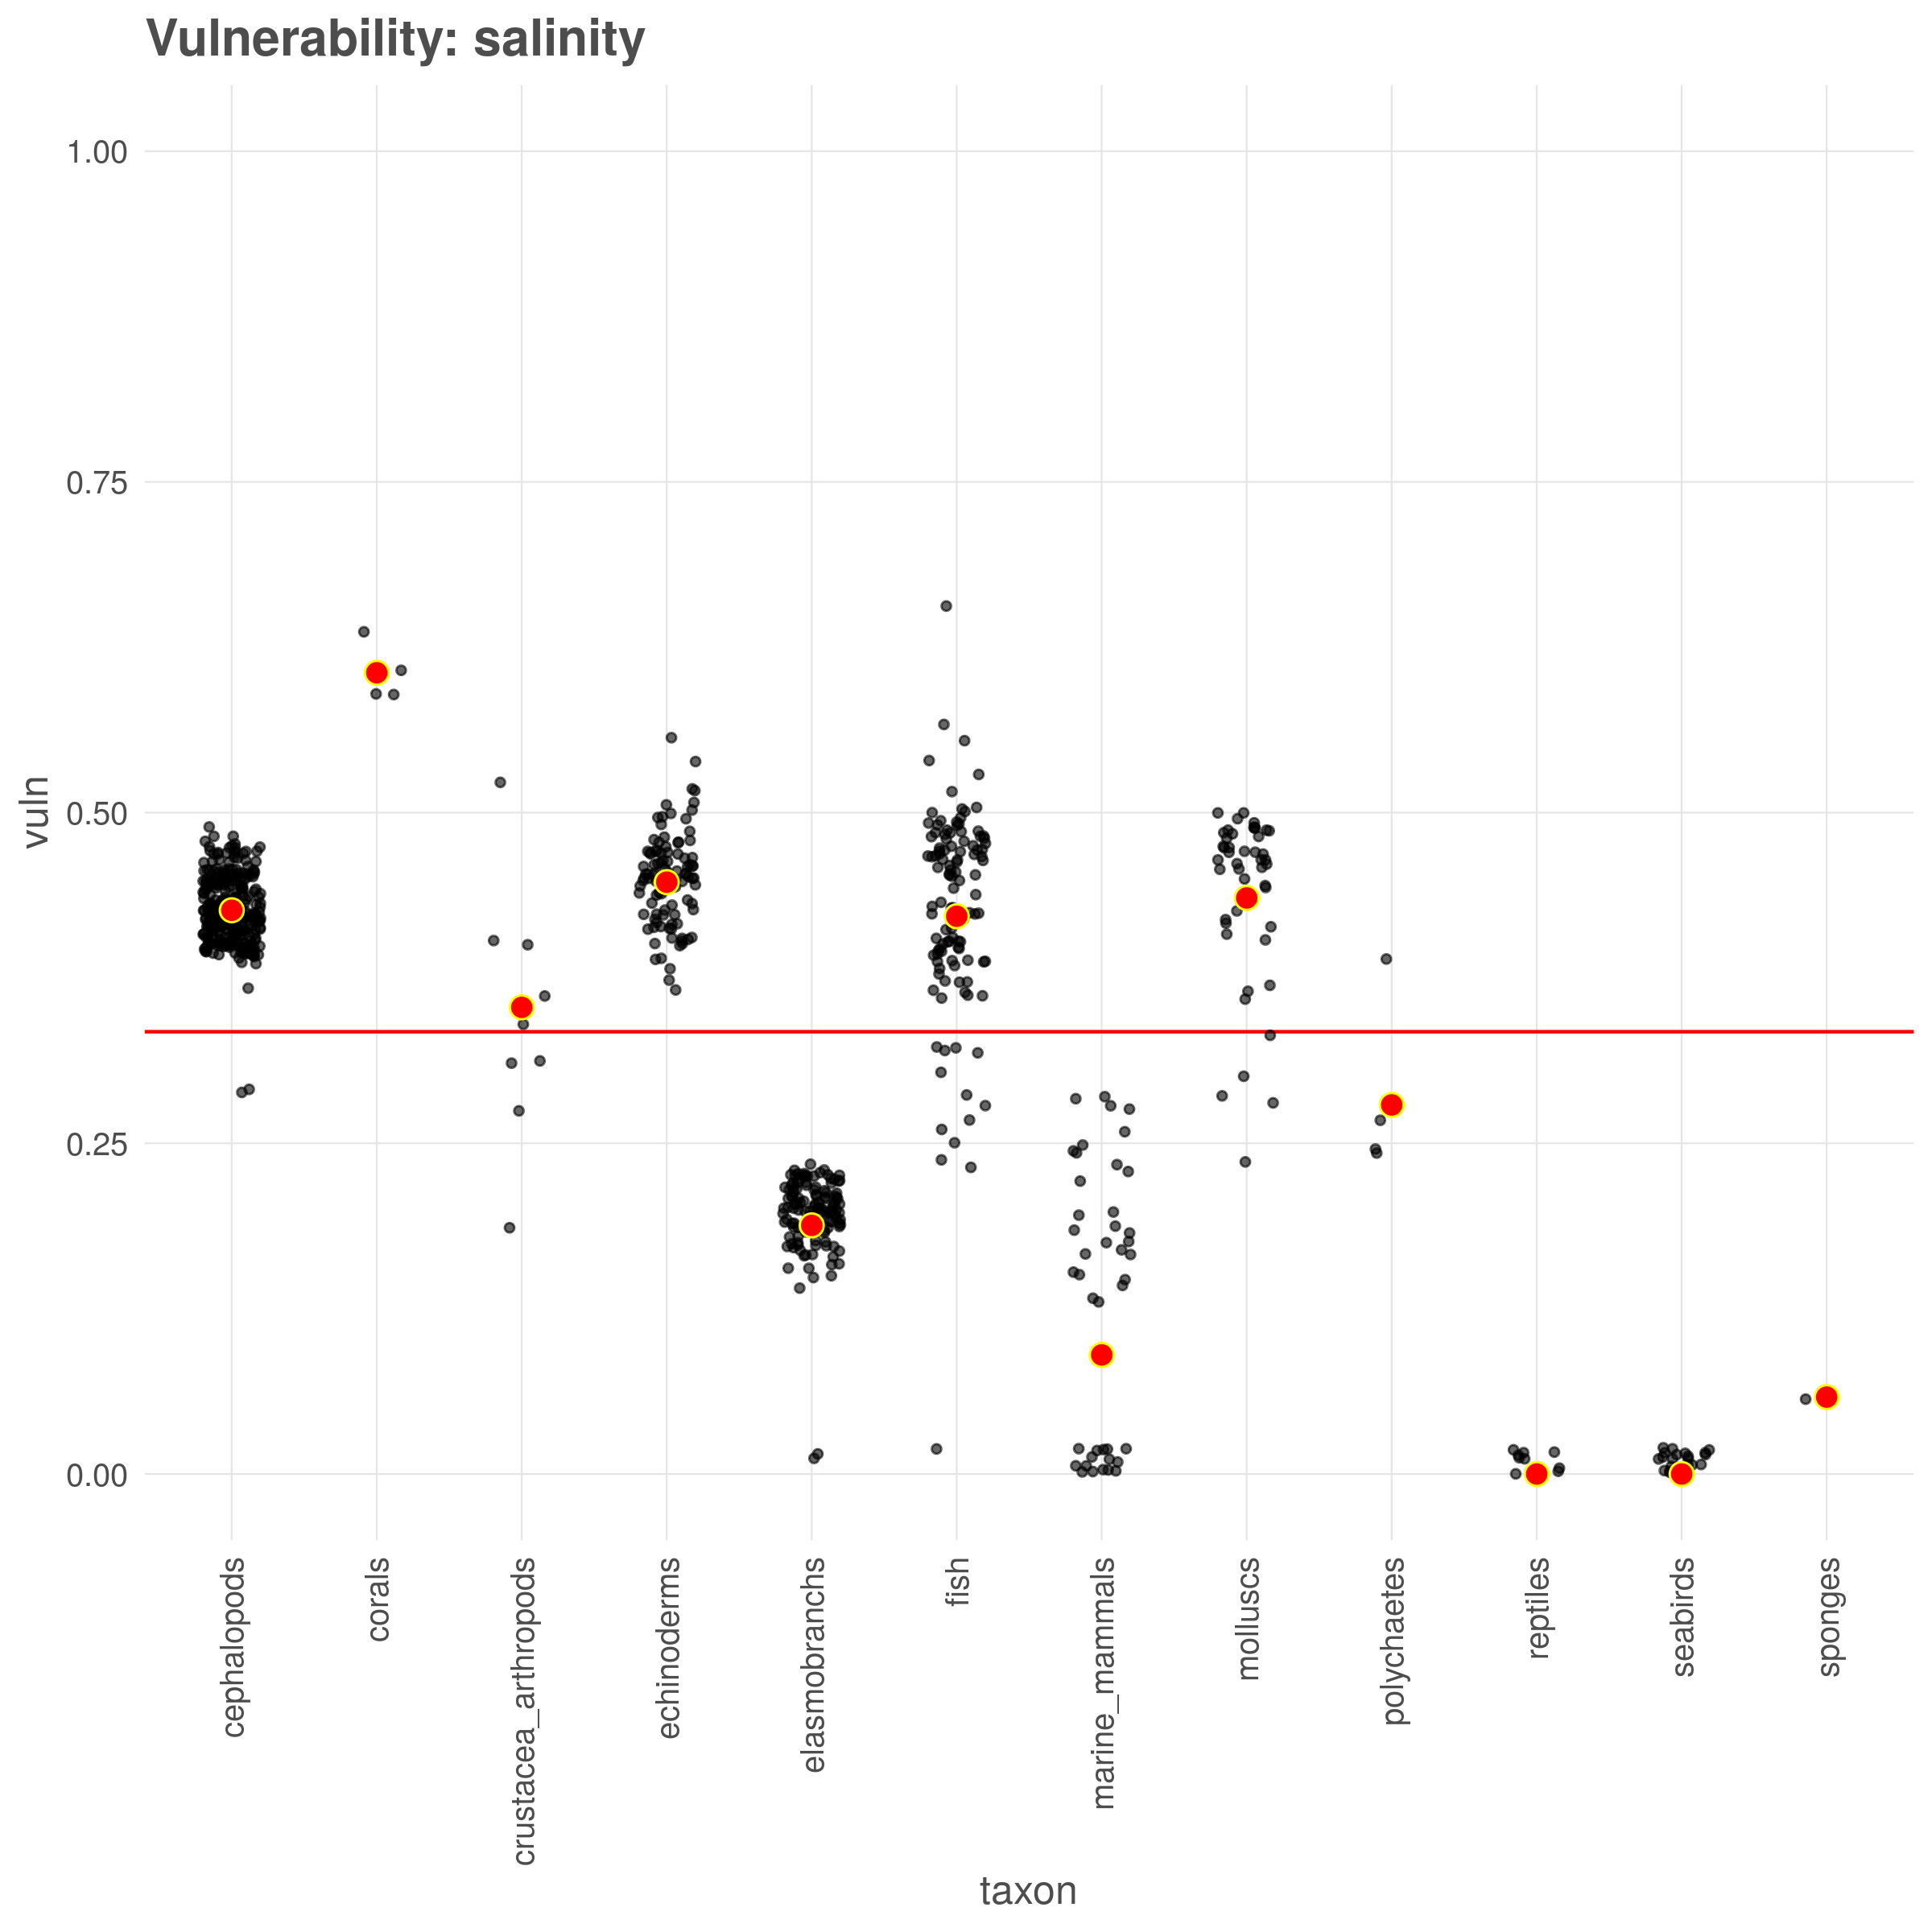 Vulnerability: salinity
1.00
0.75
0.50
0.25
0.00
vuln
cephalopods
corals
crustacea_arthropods
echinoderms
elasmobranchs
fish
marine_mammals
molluscs
polychaetes
reptiles
seabirds
sponges
taxon